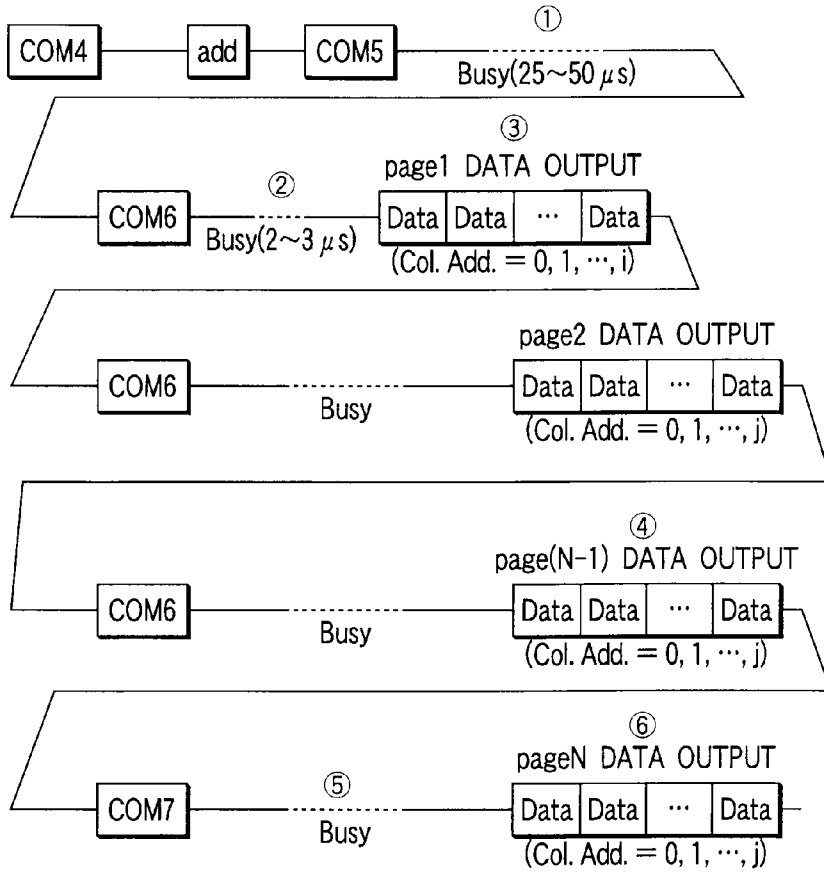 ①
COM4 add COM5
Busy(25~50 μs)
③
page1 DATA OUTPUT
②
COM6 Data Data ... Data
Busy(2~3 μs)
(Col. Add. = 0, 1, ..., i)
page2 DATA OUTPUT
COM6 Data Data ... Data
Busy
(Col. Add. = 0, 1, ..., j)
④
page(N-1) DATA OUTPUT
COM6 Data Data ... Data
Busy
(Col. Add. = 0, 1, ..., j)
⑥
pageN DATA OUTPUT
⑤
COM7 Data Data ... Data
Busy
(Col. Add. = 0, 1, ..., j)